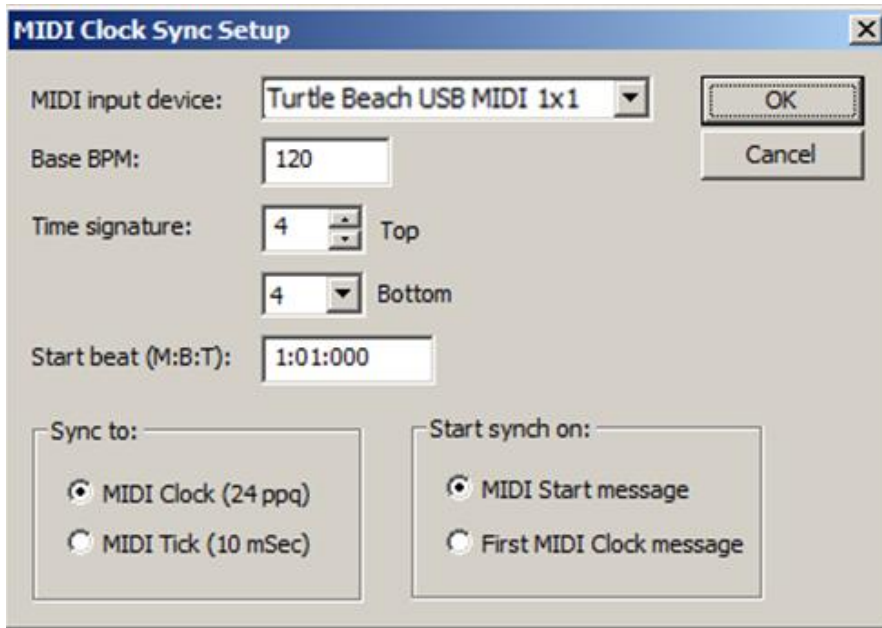 MIDI Clock Sync Setup
MIDI input device: Turtle Beach USB MIDI 1x1 OK
Base BPM: 120 Cancel
Time signature: 4 Top
4 Bottom
Start beat (M:B:T): 1:01:000
Sync to:
MIDI Clock (24 ppq)
MIDI Tick (10 mSec)
Start synch on:
MIDI Start message
First MIDI Clock message